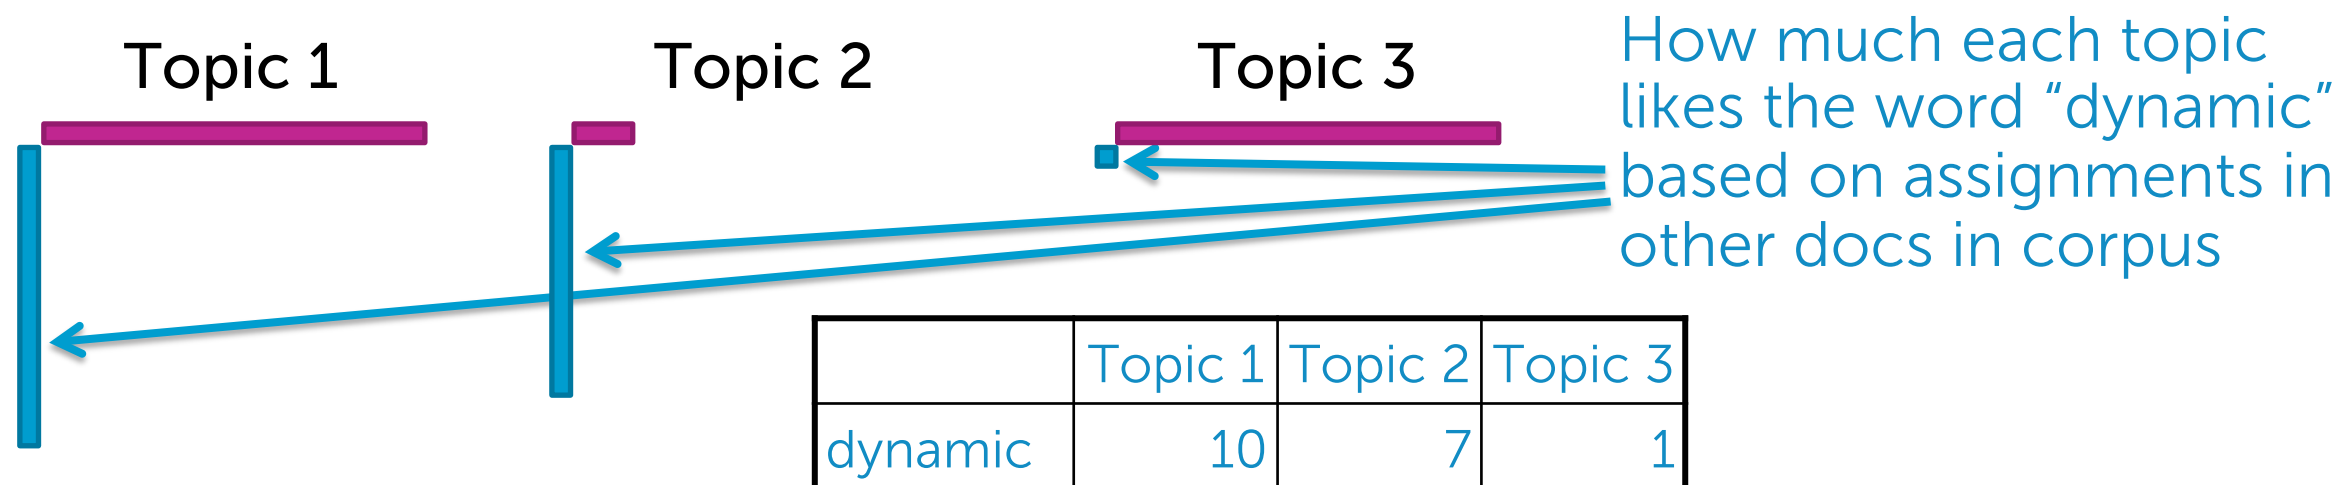 Topic 1 Topic 2 Topic 3
How much each topic
likes the word “dynamic”
based on assignments in
other docs in corpus
Topic 1 Topic 2 Topic 3
dynamic 10 7 1